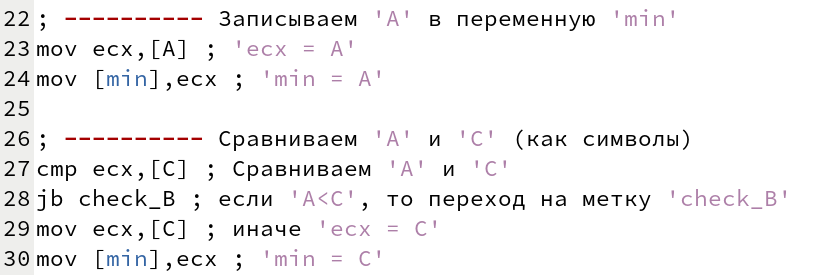 22 ; ---------- Записываем 'A' в переменную 'min'
23 mov ecx,[A] ; 'ecx = A'
24 mov [min],ecx ; 'min = A'
25
26 ; ---------- Сравниваем 'A' и 'C' (как символы)
27 cmp ecx,[C] ; Сравниваем 'A' и 'C'
28 jb check_B ; если 'A<C', то переход на метку 'check_B'
29 mov ecx,[C] ; иначе 'ecx = C'
30 mov [min],ecx ; 'min = C'